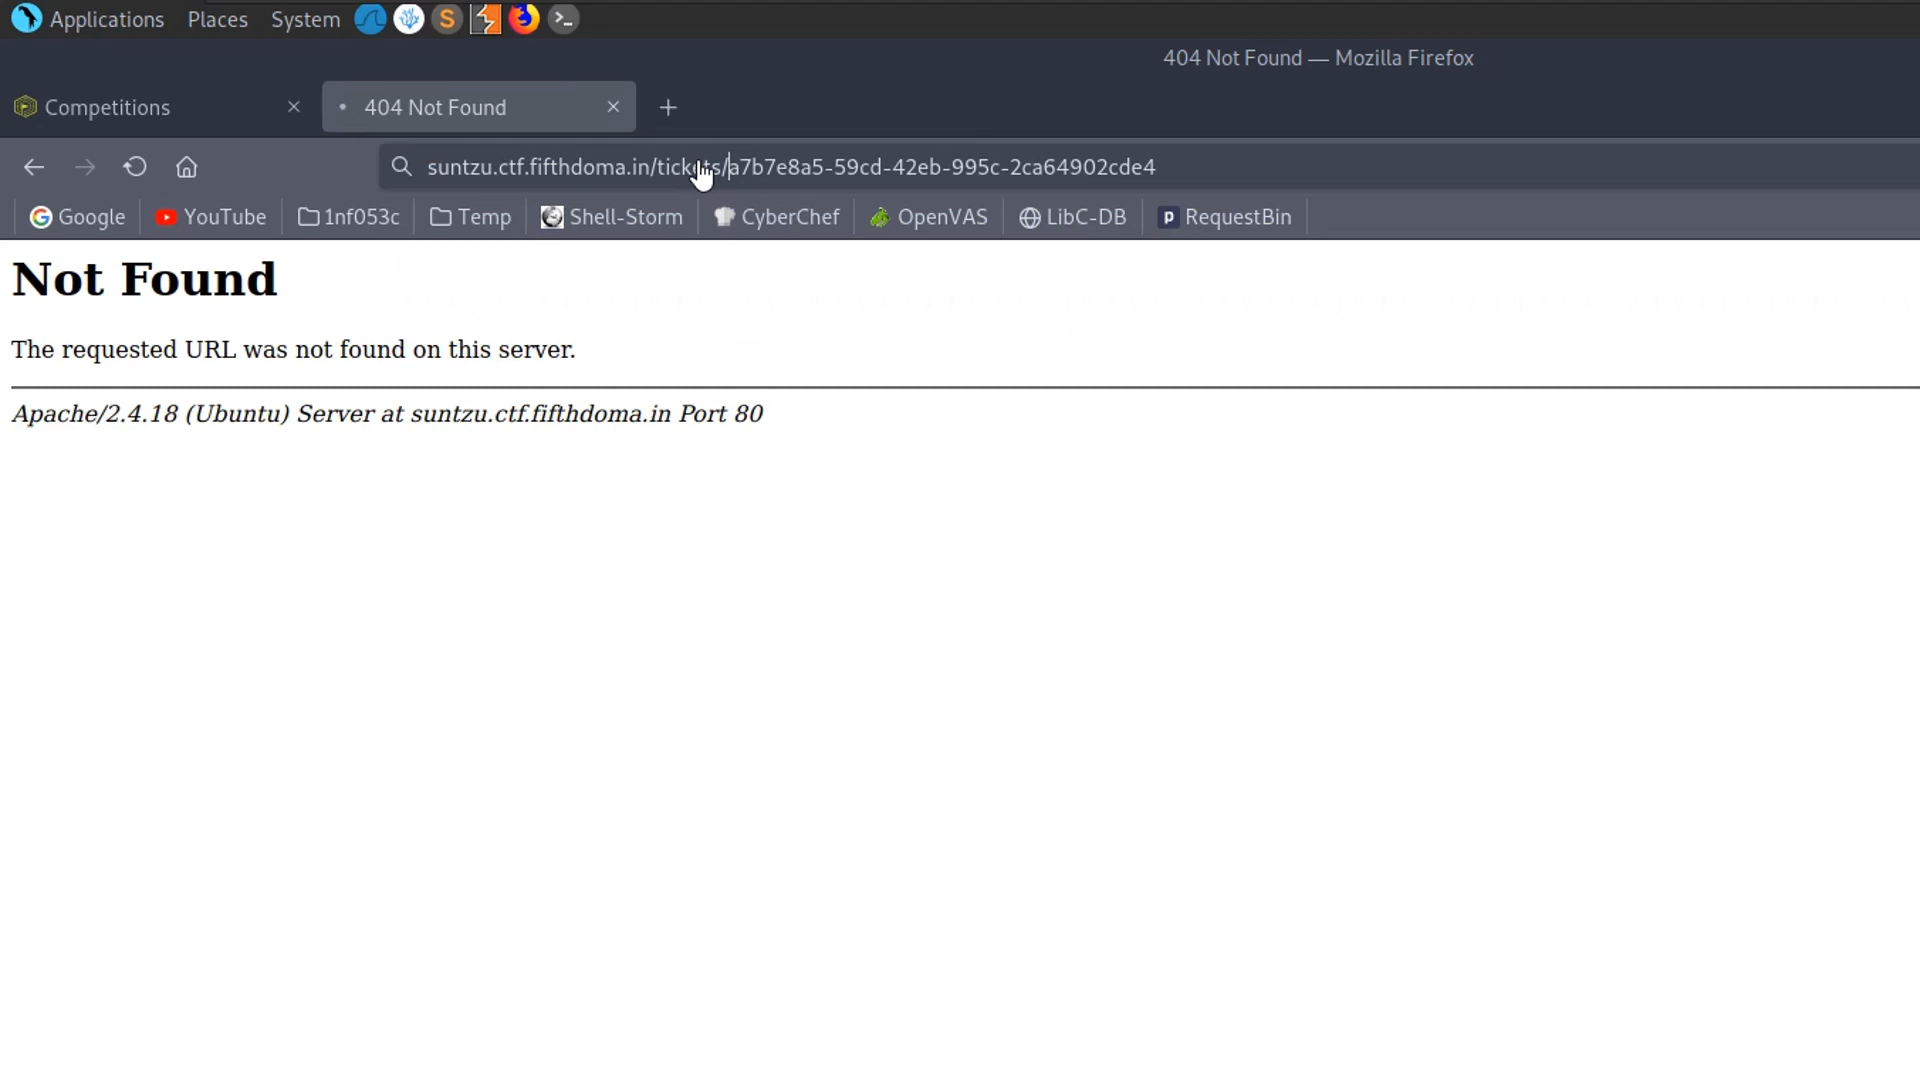 Applications Places System
404 Not Found — Mozilla Firefox
Competitions 404 Not Found
suntzu.ctf.fifthdoma.in/tickets/a7b7e8a5-59cd-42eb-995c-2ca64902cde4
Google YouTube 1nf053c Temp Shell-Storm CyberChef OpenVAS LibC-DB RequestBin
Not Found
The requested URL was not found on this server.
Apache/2.4.18 (Ubuntu) Server at suntzu.ctf.fifthdoma.in Port 80